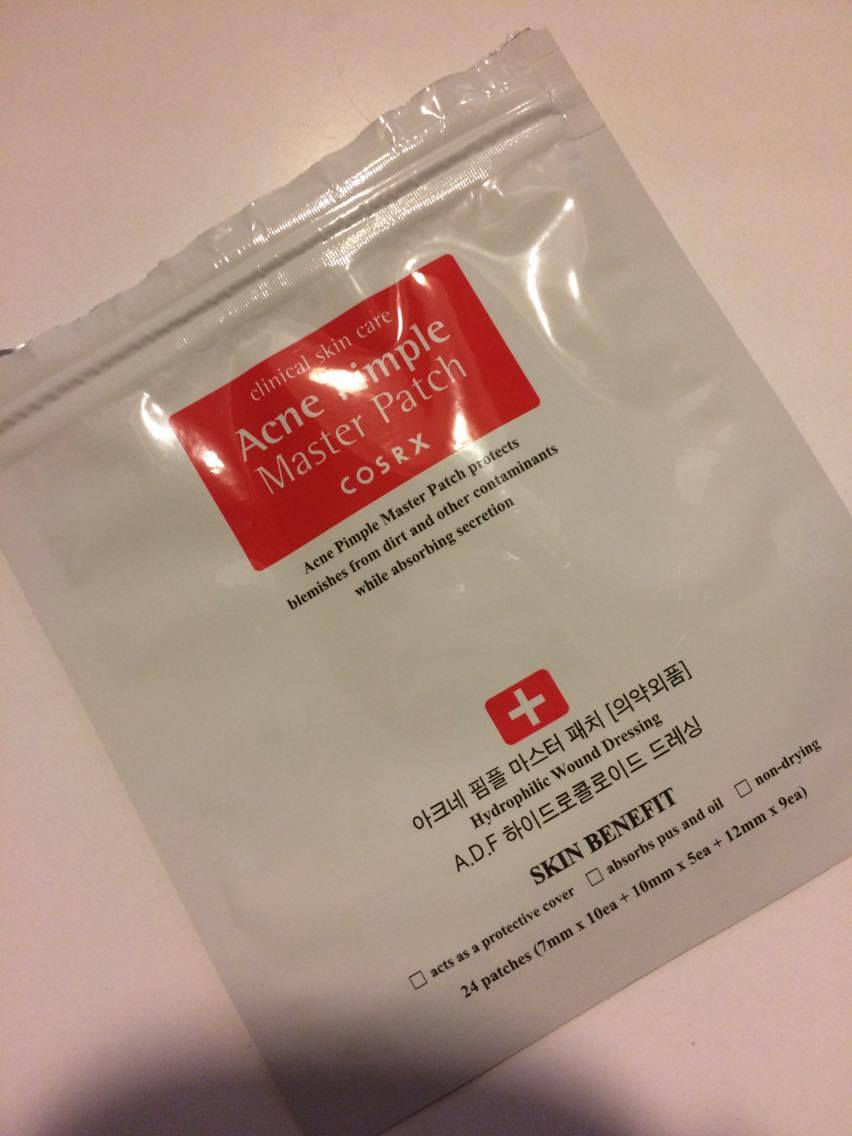 clinical skin care
Acne Pimple
Master Patch
COSRX
Acne Pimple Master Patch protects
blemishes from dirt and other contaminants
while absorbing secretion
아크네 핌플 마스터 패치 [의약외품]
Hydrophilic Wound Dressing
A.D.F 하이드로콜로이드 드레싱
SKIN BENEFIT
□ acts as a protective cover □ absorbs pus and oil □ non-drying
24 patches (7mm x 10ea + 10mm x 5ea + 12mm x 9ea)